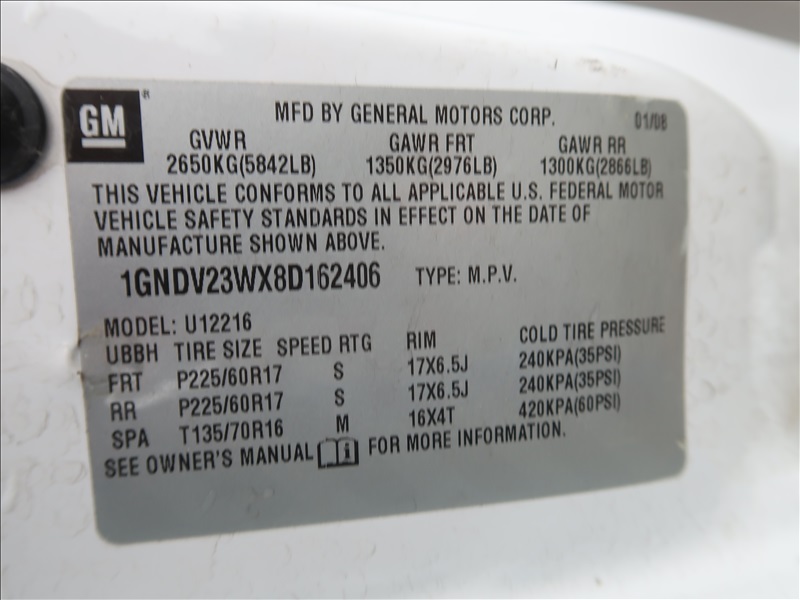 GM ®
MFD BY GENERAL MOTORS CORP. 01/08
GVWR GAWR FRT GAWR RR
2650KG(5842LB) 1350KG(2976LB) 1300KG(2866LB)
THIS VEHICLE CONFORMS TO ALL APPLICABLE U.S. FEDERAL MOTOR
VEHICLE SAFETY STANDARDS IN EFFECT ON THE DATE OF
MANUFACTURE SHOWN ABOVE.
1GNDV23WX8D162406 TYPE: M.P.V.
MODEL: U12216
UBBH TIRE SIZE SPEED RTG RIM COLD TIRE PRESSURE
FRT P225/60R17 S 17X6.5J 240KPA(35PSI)
RR P225/60R17 S 17X6.5J 240KPA(35PSI)
SPA T135/70R16 M 16X4T 420KPA(60PSI)
SEE OWNER'S MANUAL i FOR MORE INFORMATION.